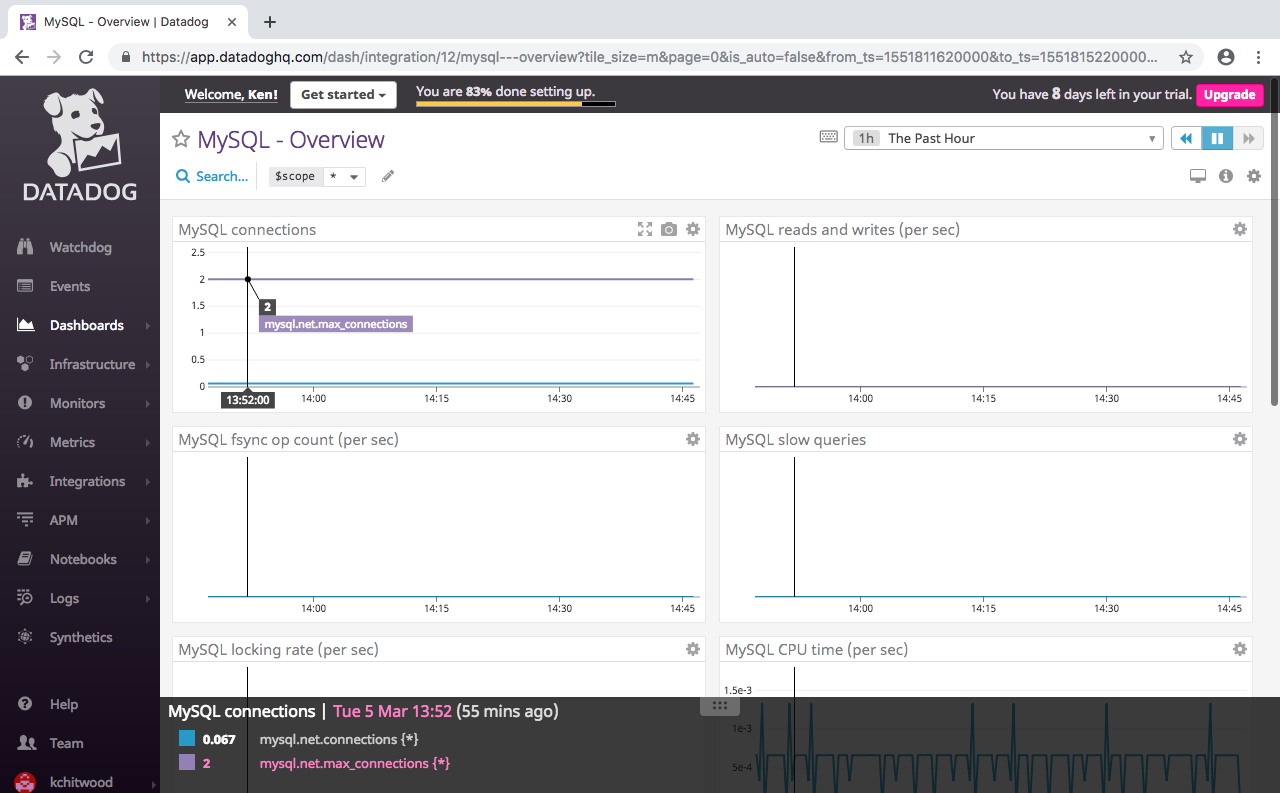 MySQL - Overview | Datadog
https://app.datadoghq.com/dash/integration/12/mysql---overview?tile_size=m&page=0&is_auto=false&from_ts=1551811620000&to_ts=1551815220000...
DATADOG
Watchdog
Events
Dashboards
Infrastructure
Monitors
Metrics
Integrations
APM
Notebooks
Logs
Synthetics
Help
Team
kchitwood
Welcome, Ken!
Get started
You are 83% done setting up.
You have 8 days left in your trial.
Upgrade
MySQL - Overview
1h The Past Hour
Search...
$scope *
MySQL connections
2.5
2
1.5
1
0.5
0
2
mysql.net.max_connections
13:52:00
14:00 14:15 14:30 14:45
MySQL reads and writes (per sec)
14:00 14:15 14:30 14:45
MySQL fsync op count (per sec)
14:00 14:15 14:30 14:45
MySQL slow queries
14:00 14:15 14:30 14:45
MySQL locking rate (per sec)
MySQL CPU time (per sec)
1.5e-3
1e-3
5e-4
MySQL connections | Tue 5 Mar 13:52 (55 mins ago)
0.067 mysql.net.connections {*}
2 mysql.net.max_connections {*}